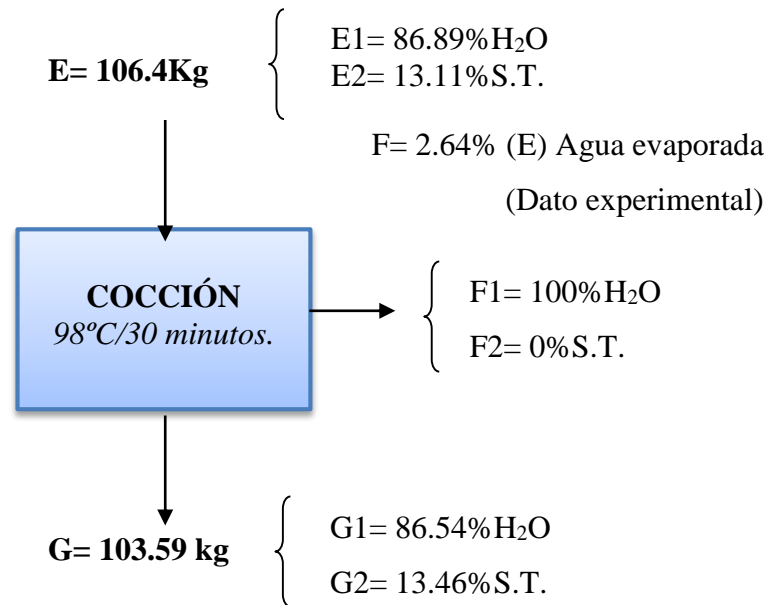 E= 106.4Kg
E1= 86.89%H₂O
E2= 13.11%S.T.
F= 2.64% (E) Agua evaporada
(Dato experimental)
COCCIÓN
98ºC/30 minutos.
F1= 100%H₂O
F2= 0%S.T.
G= 103.59 kg
G1= 86.54%H₂O
G2= 13.46%S.T.